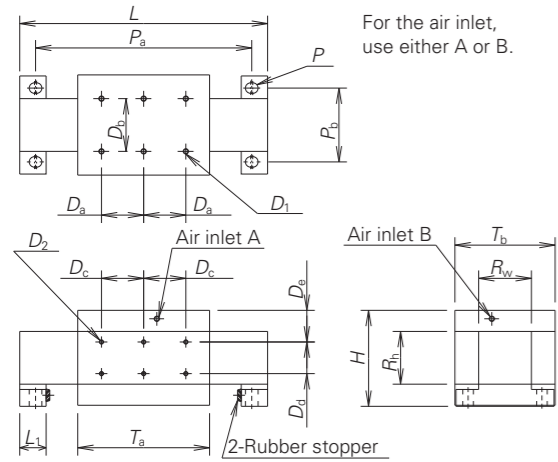 L
Pa
For the air inlet,
use either A or B.
P
Db
Pb
Da
Da
D1
D2
Air inlet A
Dc
Dc
De
Dd
L1
Ta
2-Rubber stopper
Air inlet B
Tb
Rw
H
Rh